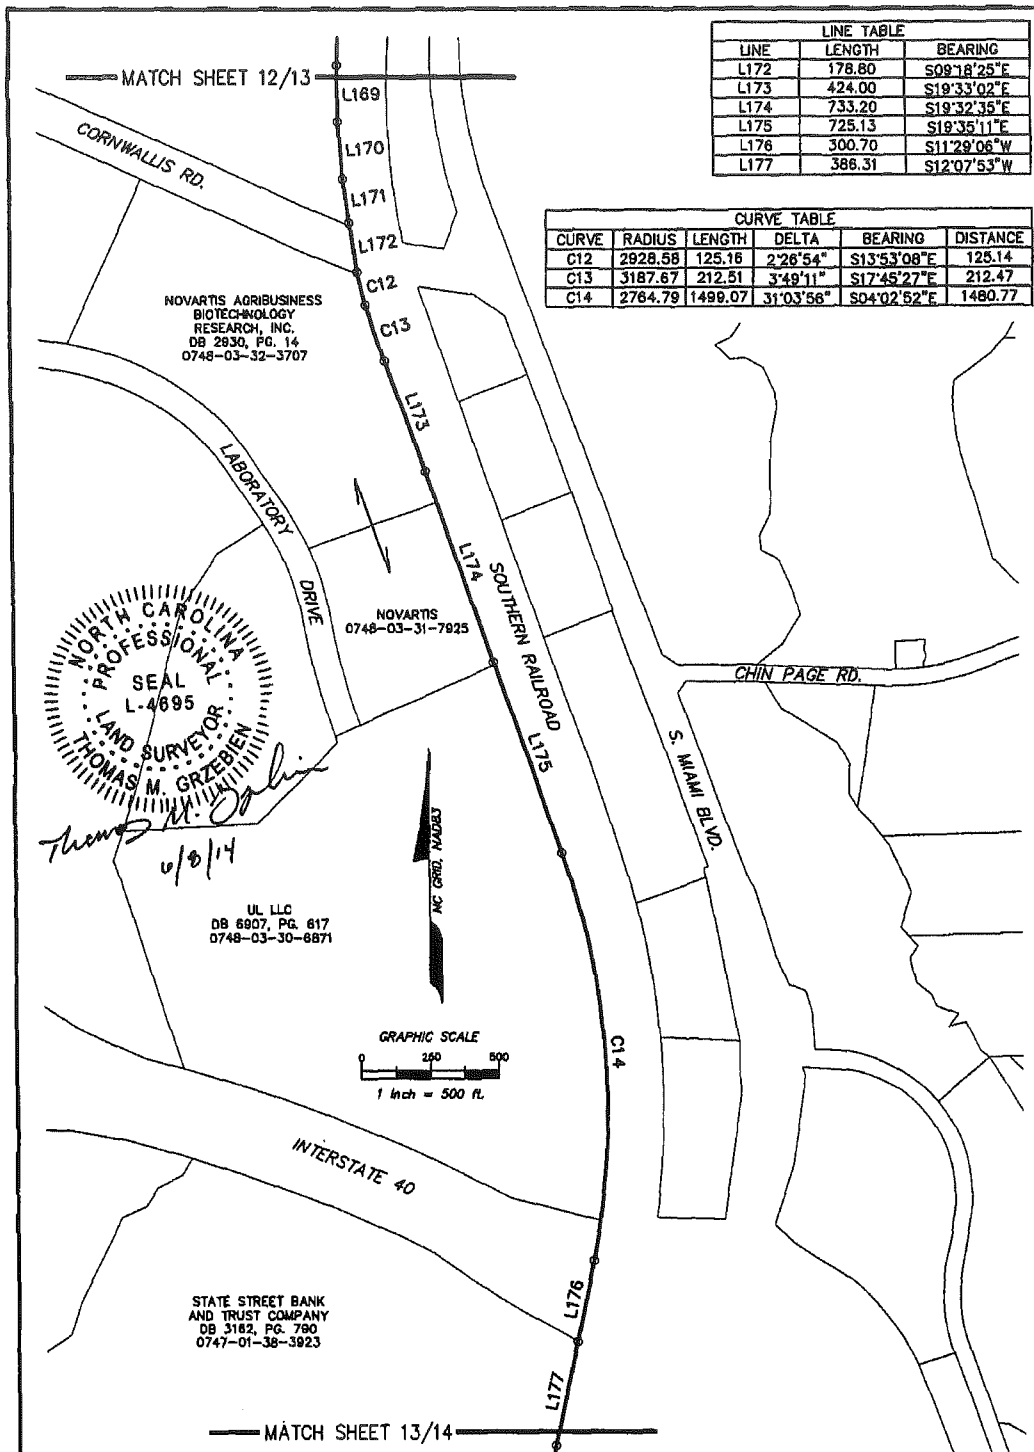 LINE TABLE
LINE LENGTH BEARING
L172 178.80 S09°18'25"E
L173 424.00 S19°33'02"E
L174 733.20 S19°32'35"E
L175 725.13 S19°35'11"E
L176 300.70 S11°29'06"W
L177 386.31 S12°07'53"W
CURVE TABLE
CURVE RADIUS LENGTH DELTA BEARING DISTANCE
C12 2928.58 125.16 2°26'54" S13°53'08"E 125.14
C13 3187.67 212.51 3°49'11" S17°45'27"E 212.47
C14 2764.79 1499.07 31°03'56" S04°02'52"E 1480.77
MATCH SHEET 12/13
L169
CORNWALLIS RD.
L170
L171
L172
C12
NOVARTIS AGRIBUSINESS
BIOTECHNOLOGY
RESEARCH, INC.
DB 2930, PG. 14
0748-03-32-3707
C13
L173
LABORATORY
DRIVE
L174
SOUTHERN RAILROAD
NOVARTIS
0748-03-31-7925
NORTH CAROLINA
PROFESSIONAL
SEAL
L-4695
LAND SURVEYOR
THOMAS M. GRZEBIEN
Thomas M.
6/8/14
CHIN PAGE RD.
L175
S. MIAMI BLVD.
NC GRID, NAD83
UL LLC
DB 6907, PG. 617
0748-03-30-6871
GRAPHIC SCALE
0 250 500
1 inch = 500 ft.
C14
INTERSTATE 40
STATE STREET BANK
AND TRUST COMPANY
DB 3162, PG. 790
0747-01-38-3923
L176
L177
MATCH SHEET 13/14